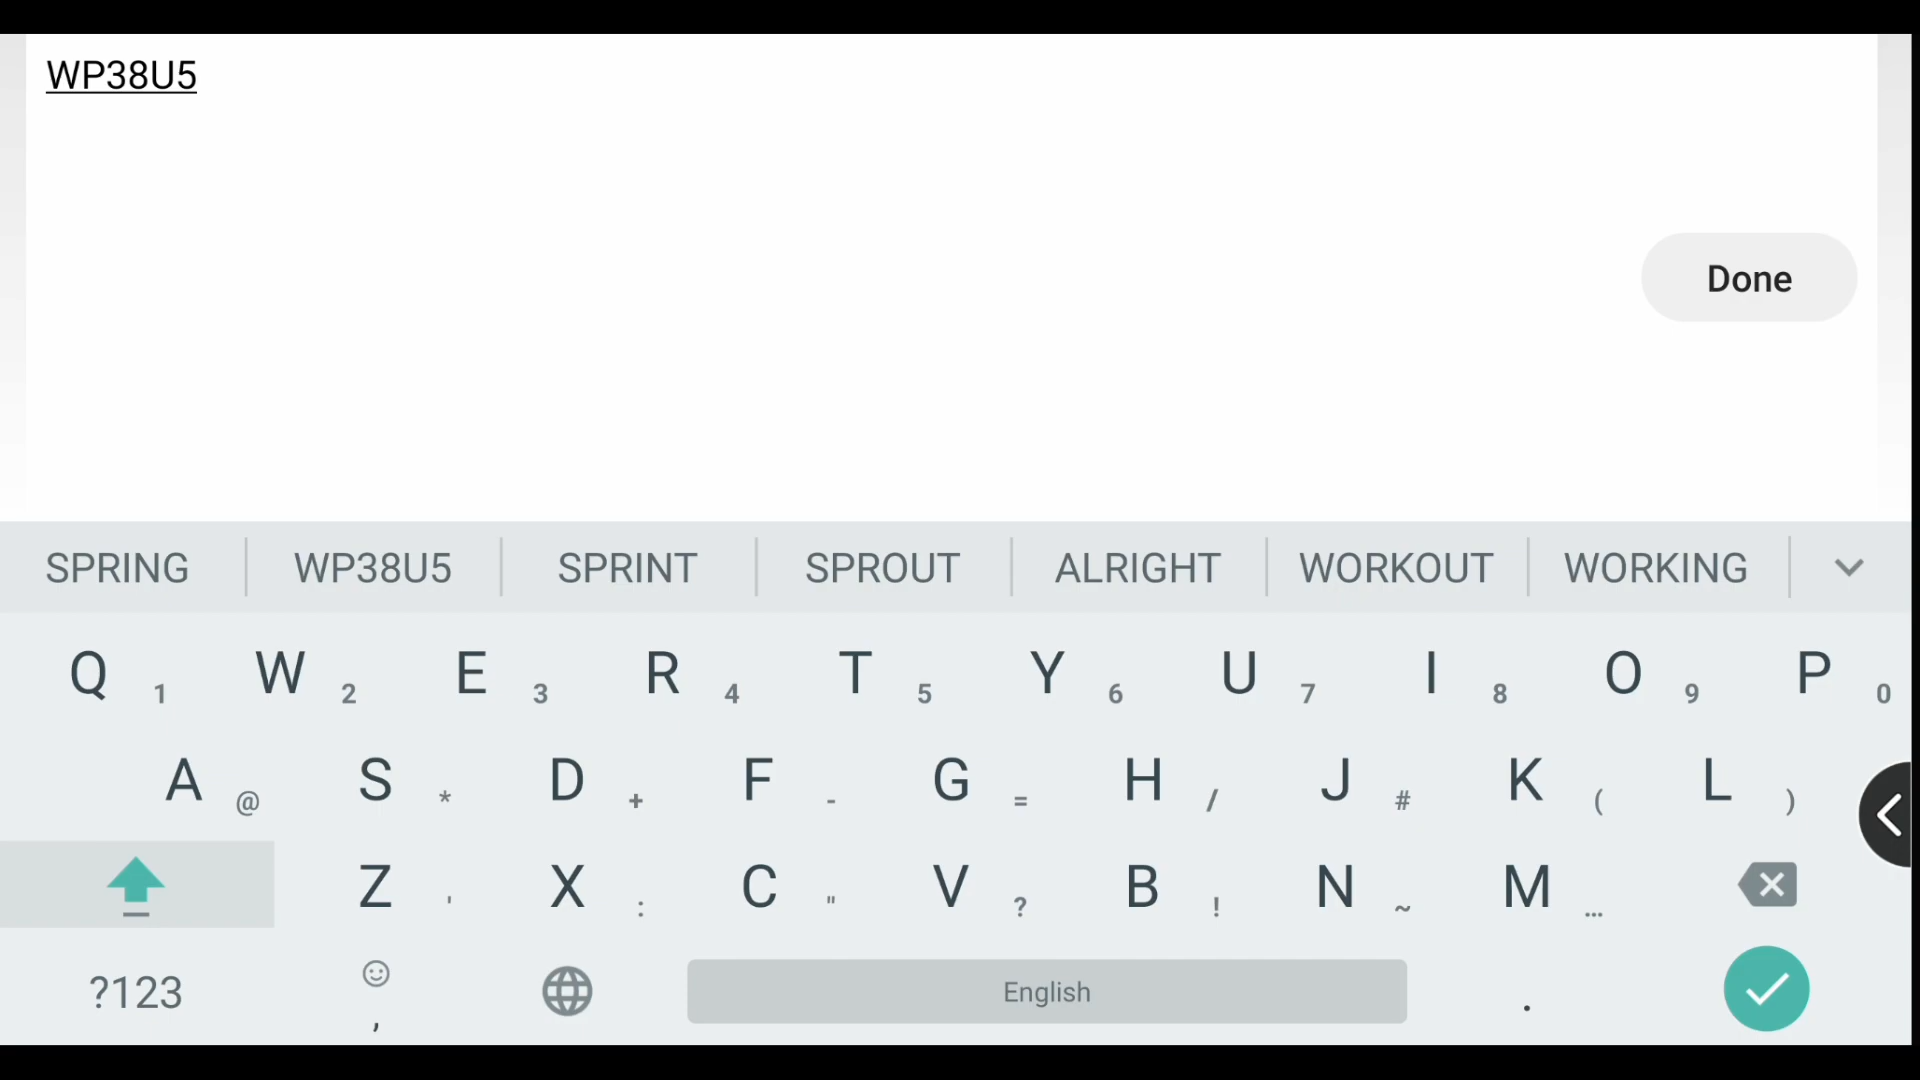 WP38U5
Done
SPRING WP38U5 SPRINT SPROUT ALRIGHT WORKOUT WORKING
Q 1 W 2 E 3 R 4 T 5 Y 6 U 7 I 8 O 9 P 0
A @ S * D + F - G = H / J # K ( L )
Z ' X : C " V ? B ! N ~ M …
?123 , English .